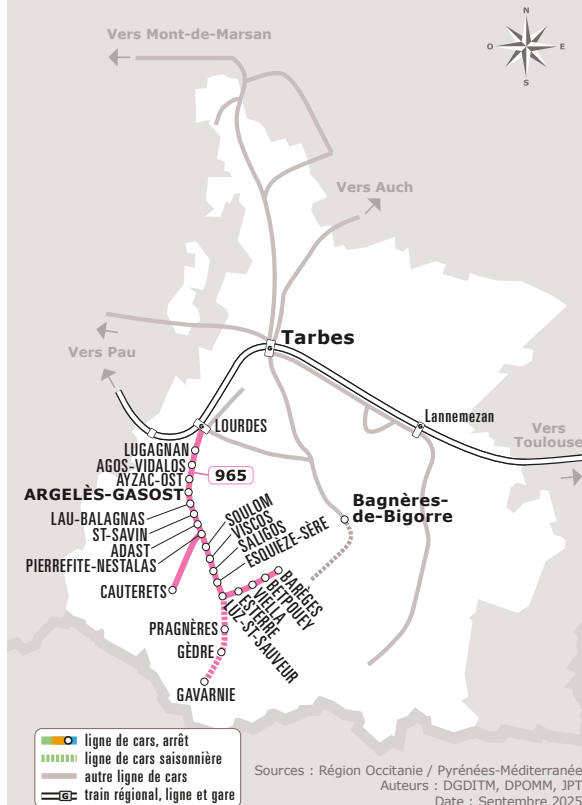 Vers Mont-de-Marsan
N
O
E
S
Vers Auch
Tarbes
G
Vers Pau
LOURDES
G
Lannemezan
G
Vers
Toulouse
LUGAGNAN
AGOS-VIDALOS
AYZAC-OST
965
ARGELÈS-GASOST
Bagnères-
de-Bigorre
LAU-BALAGNAS
ST-SAVIN
ADAST
PIERREFITE-NESTALAS
SOULOM
VISCOS
SALIGOS
ESQUIÈZE-SÈRE
CAUTERETS
BARÈGES
BETPOUEY
VIELLA
ESTERRE
LUZ-ST-SAUVEUR
PRAGNÈRES
GÈDRE
GAVARNIE
ligne de cars, arrêt
ligne de cars saisonnière
autre ligne de cars
G train régional, ligne et gare
Sources : Région Occitanie / Pyrénées-Méditerranée
Auteurs : DGDITM, DPOMM, JPT
Date : Septembre 2025